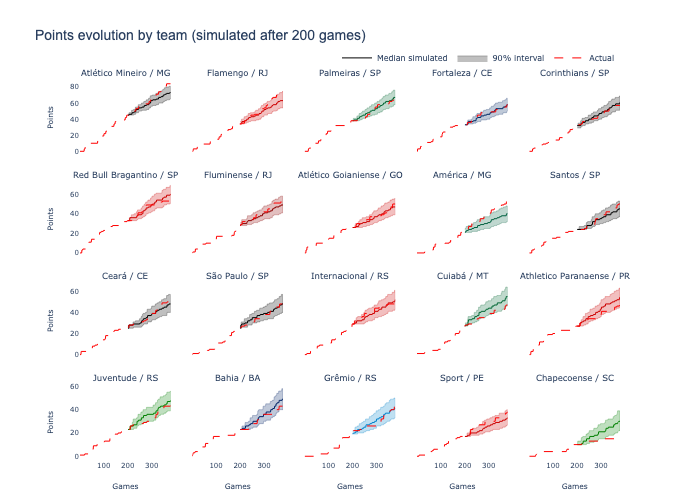 Points evolution by team (simulated after 200 games)
Median simulated 90% interval Actual
Atlético Mineiro / MG Flamengo / RJ Palmeiras / SP Fortaleza / CE Corinthians / SP
80
60
40
20
0
Points
Red Bull Bragantino / SP Fluminense / RJ Atlético Goianiense / GO América / MG Santos / SP
60
40
20
0
Points
Ceará / CE São Paulo / SP Internacional / RS Cuiabá / MT Athletico Paranaense / PR
60
40
20
0
Points
Juventude / RS Bahia / BA Grêmio / RS Sport / PE Chapecoense / SC
60
40
20
0
Points
100 200 300 100 200 300 100 200 300 100 200 300 100 200 300
Games Games Games Games Games